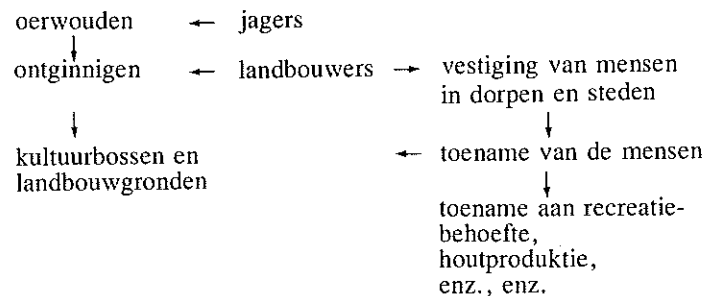 oerwouden ← jagers
ontginnigen ← landbouwers → vestiging van mensen
in dorpen en steden
kultuurbossen en ← toename van de mensen
landbouwgronden
toename aan recreatie-
behoefte,
houtproduktie,
enz., enz.